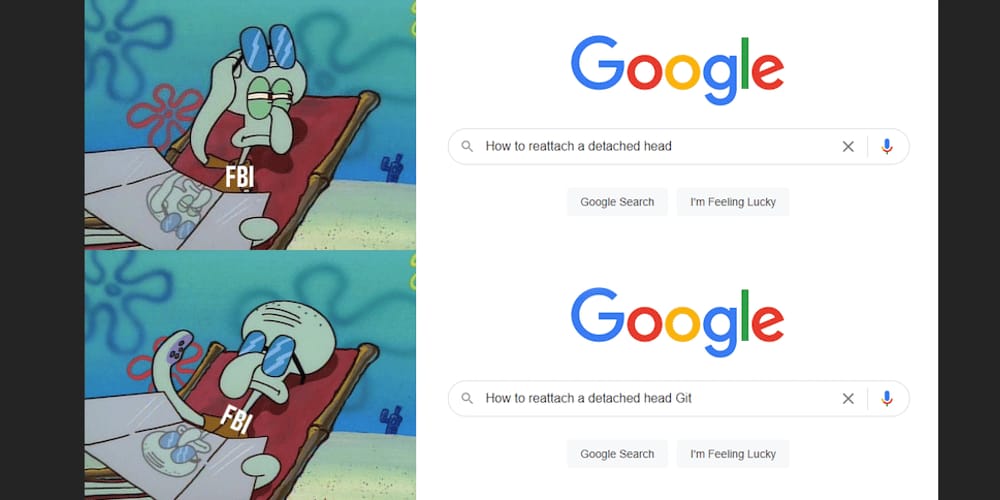 Google
How to reattach a detached head
FBI
Google Search I'm Feeling Lucky
Google
How to reattach a detached head Git
FBI
Google Search I'm Feeling Lucky